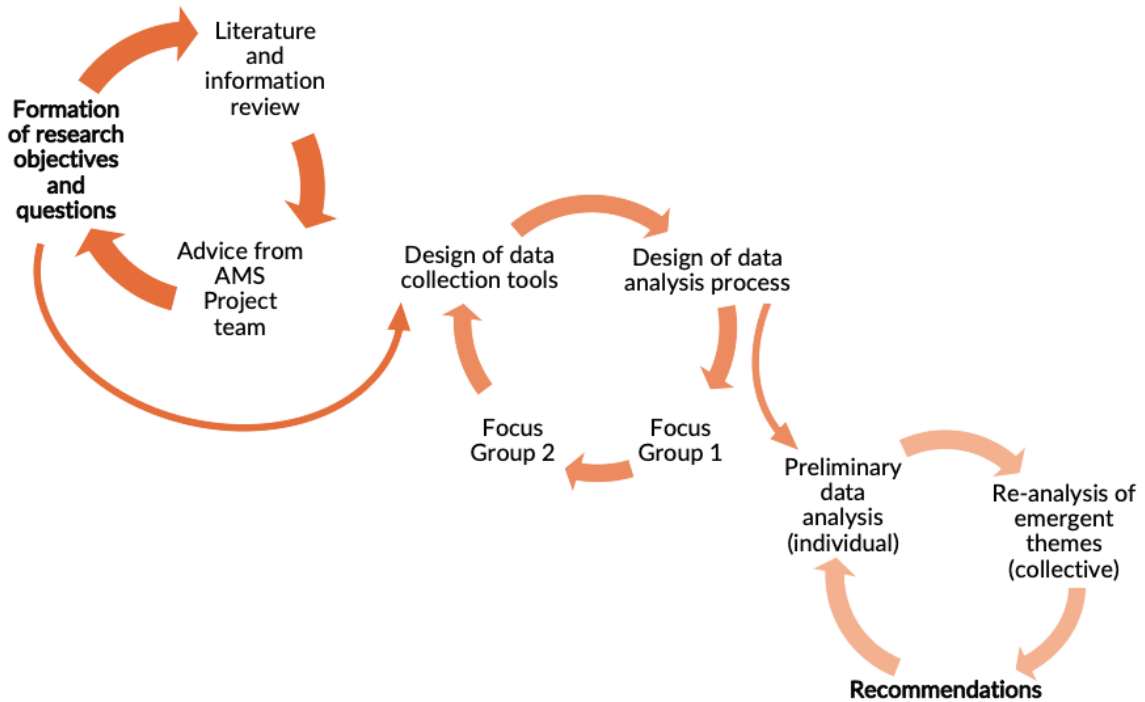 Literature
and
information
review
Formation
of research
objectives
and
questions
Advice from
AMS
Project
team
Design of data
collection tools
Design of data
analysis process
Focus
Group 2
Focus
Group 1
Preliminary
data
analysis
(individual)
Re-analysis of
emergent
themes
(collective)
Recommendations